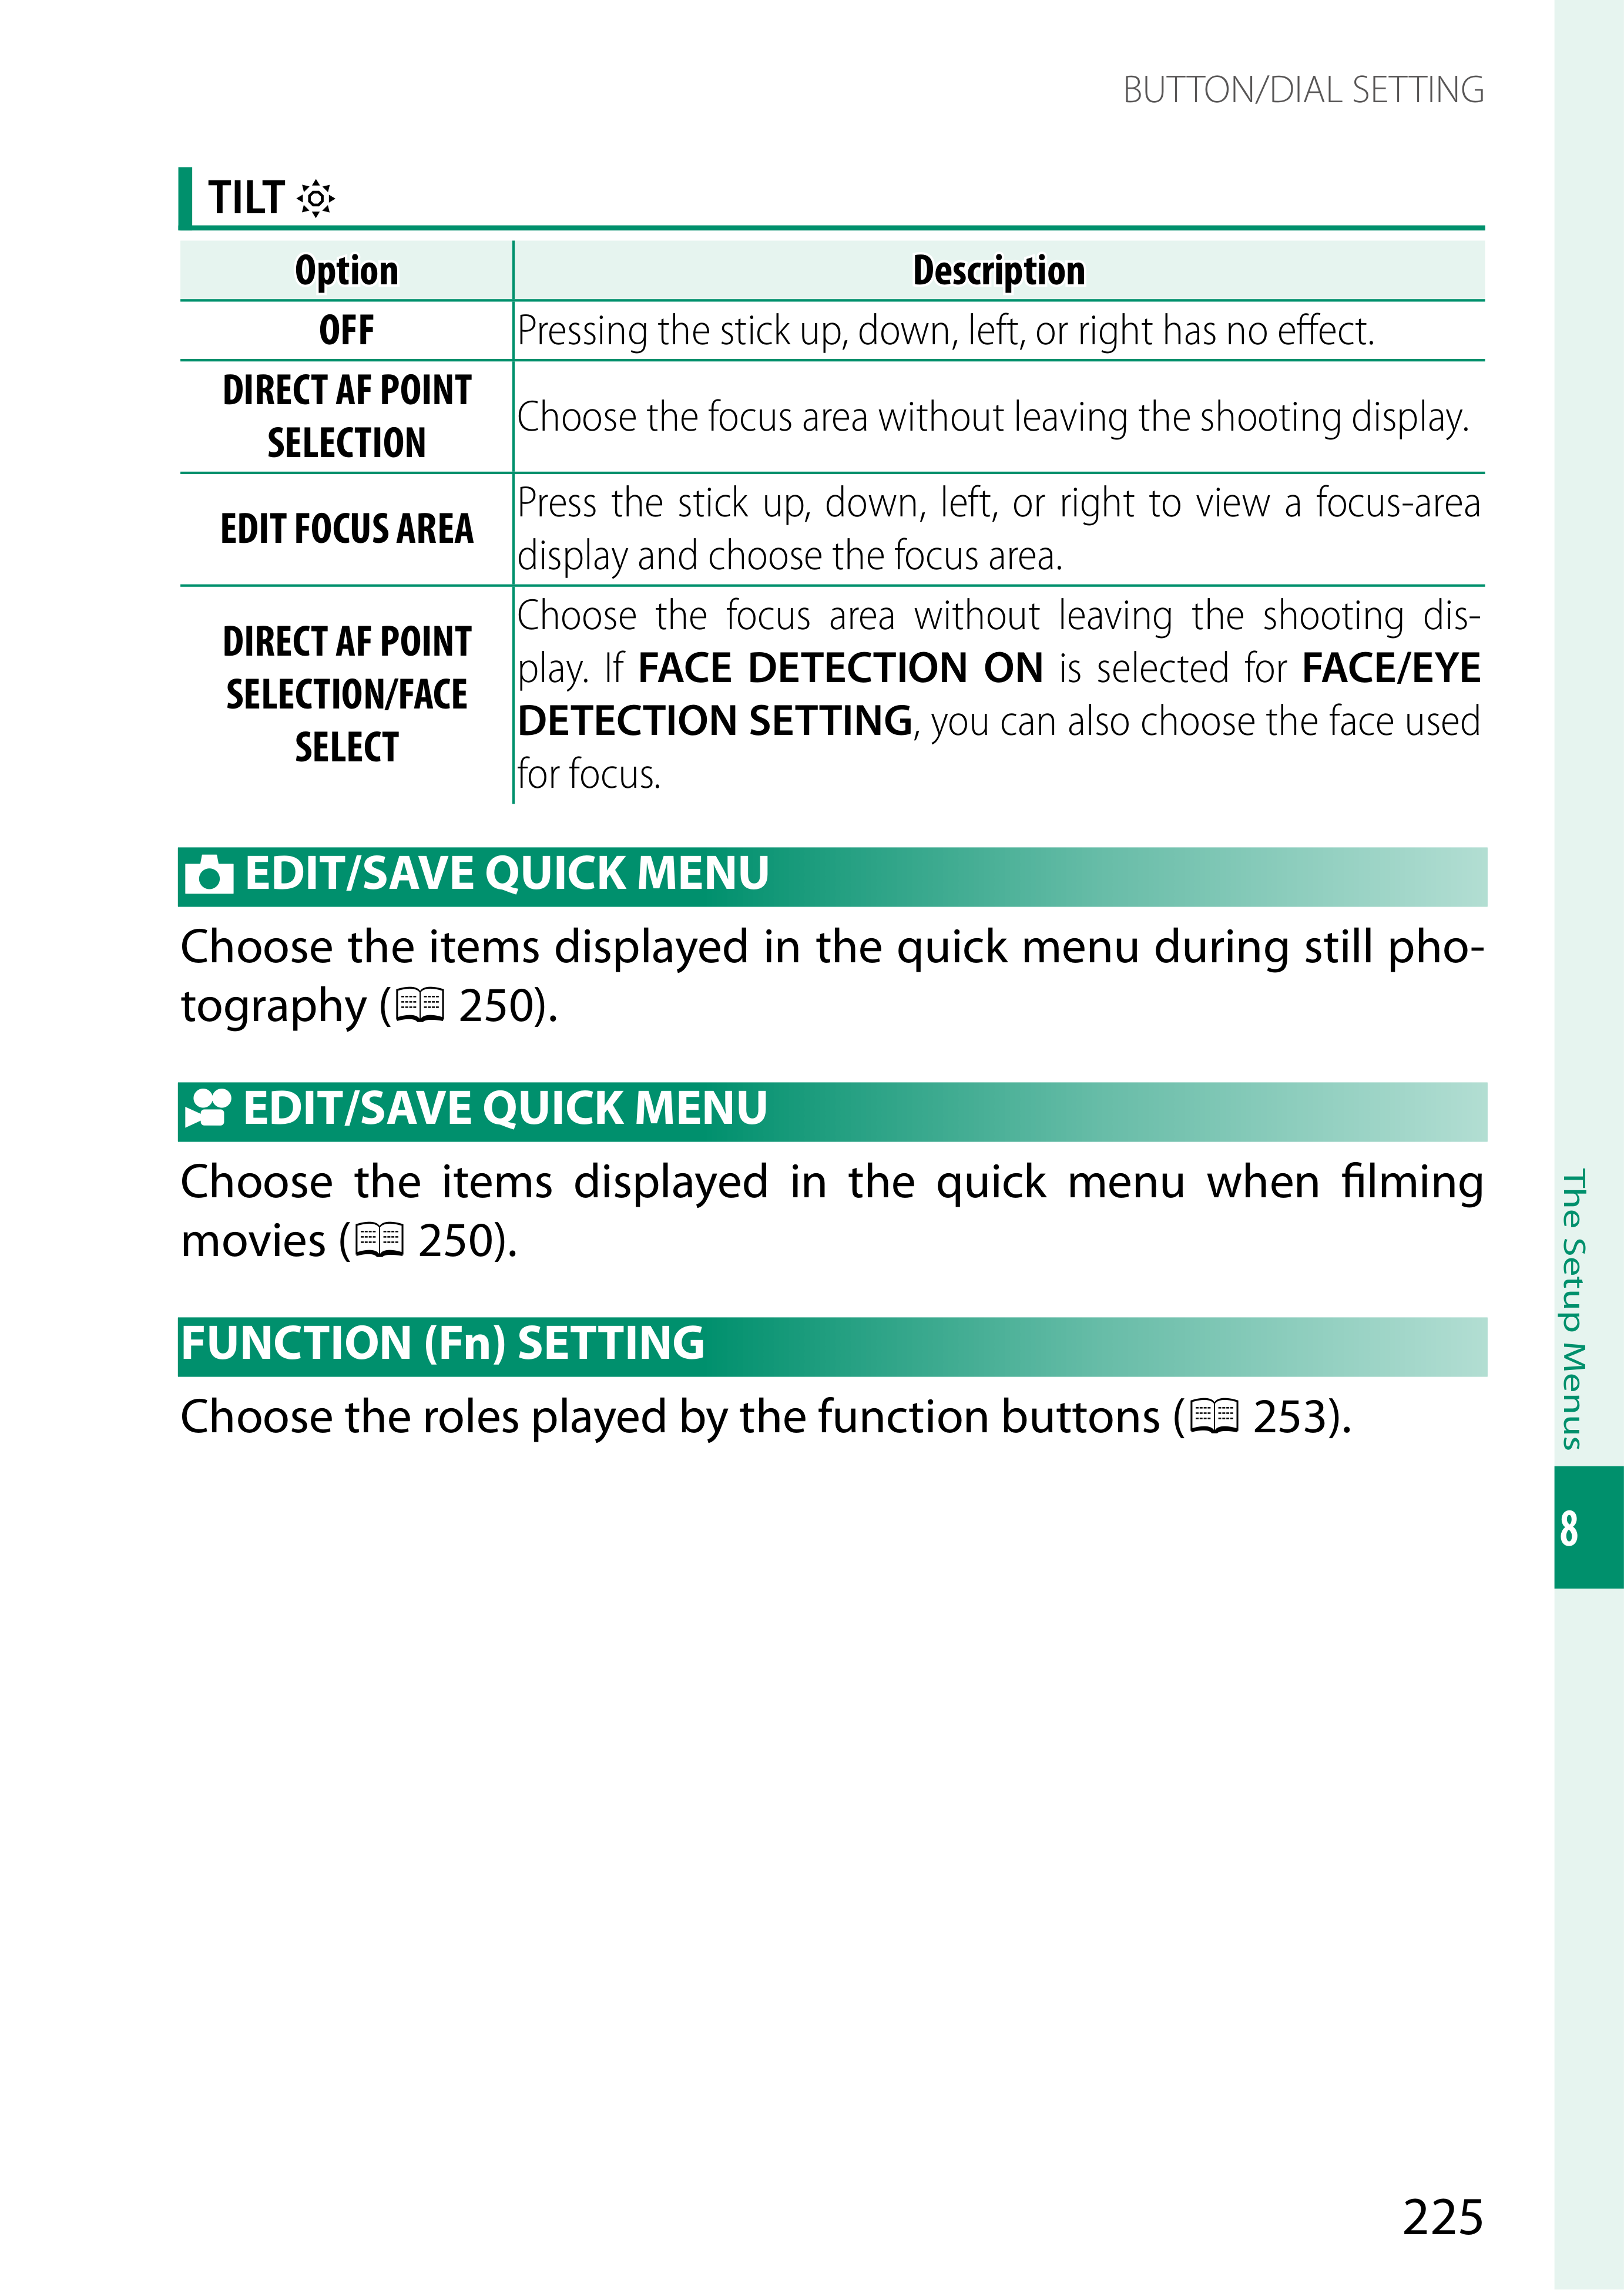 BUTTON/DIAL SETTING
TILT
Option Description
OFF Pressing the stick up, down, left, or right has no effect.
DIRECT AF POINT
SELECTION
Choose the focus area without leaving the shooting display.
EDIT FOCUS AREA
Press the stick up, down, left, or right to view a focus-area
display and choose the focus area.
DIRECT AF POINT
SELECTION/FACE
SELECT
Choose the focus area without leaving the shooting dis-
play. If FACE DETECTION ON is selected for FACE/EYE
DETECTION SETTING, you can also choose the face used
for focus.
EDIT/SAVE QUICK MENU
Choose the items displayed in the quick menu during still pho-
tography ( 250).
EDIT/SAVE QUICK MENU
Choose the items displayed in the quick menu when filming
movies ( 250).
FUNCTION (Fn) SETTING
Choose the roles played by the function buttons ( 253).
The Setup Menus
8
225